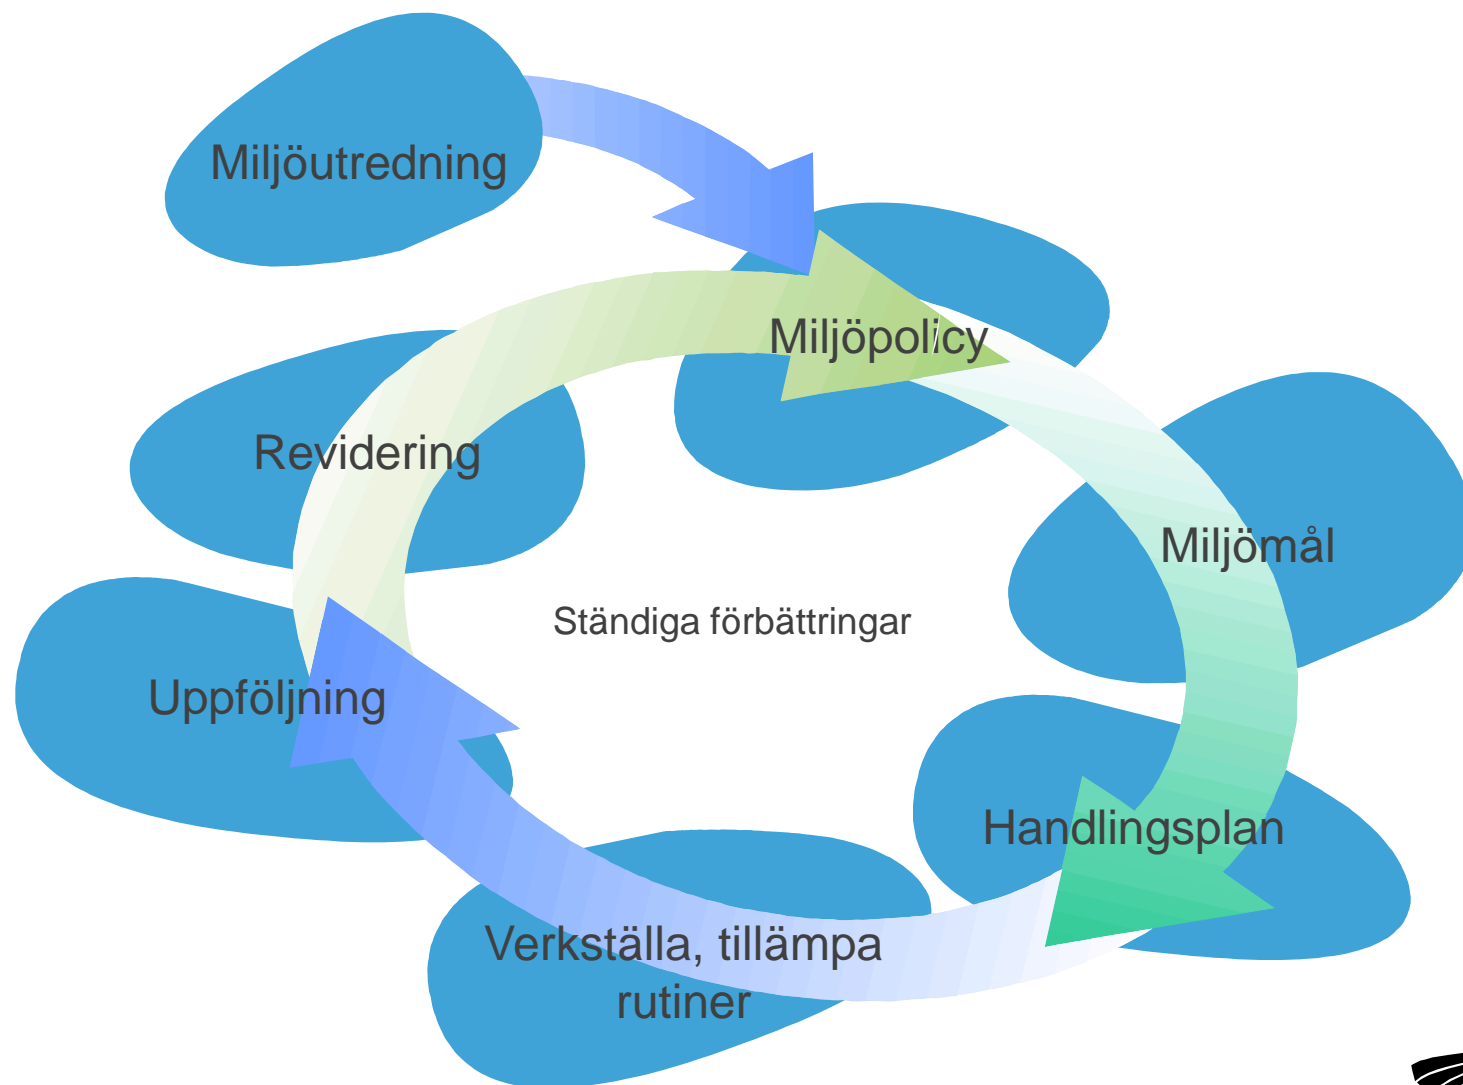 Miljöutredning
Miljöpolicy
Revidering
Miljömål
Ständiga förbättringar
Uppföljning
Handlingsplan
Verkställa, tillämpa
rutiner